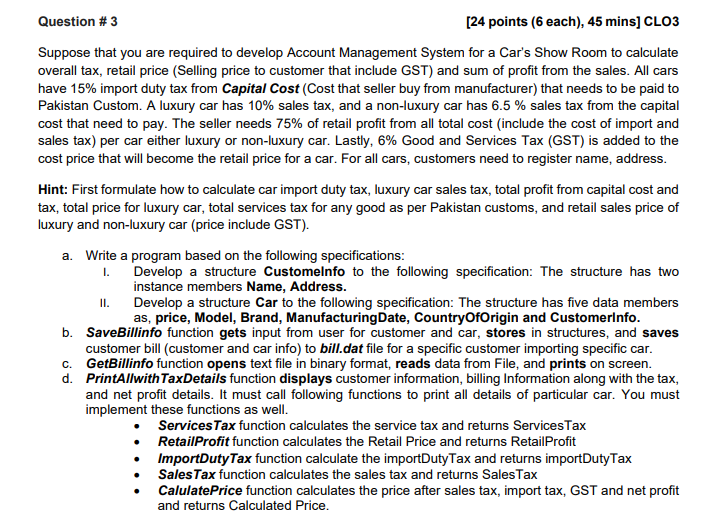 Question # 3 [24 points (6 each), 45 mins] CLO3
Suppose that you are required to develop Account Management System for a Car's Show Room to calculate
overall tax, retail price (Selling price to customer that include GST) and sum of profit from the sales. All cars
have 15% import duty tax from Capital Cost (Cost that seller buy from manufacturer) that needs to be paid to
Pakistan Custom. A luxury car has 10% sales tax, and a non-luxury car has 6.5 % sales tax from the capital
cost that need to pay. The seller needs 75% of retail profit from all total cost (include the cost of import and
sales tax) per car either luxury or non-luxury car. Lastly, 6% Good and Services Tax (GST) is added to the
cost price that will become the retail price for a car. For all cars, customers need to register name, address.
Hint: First formulate how to calculate car import duty tax, luxury car sales tax, total profit from capital cost and
tax, total price for luxury car, total services tax for any good as per Pakistan customs, and retail sales price of
luxury and non-luxury car (price include GST).
a. Write a program based on the following specifications:
I. Develop a structure CustomeInfo to the following specification: The structure has two
instance members Name, Address.
II. Develop a structure Car to the following specification: The structure has five data members
as, price, Model, Brand, ManufacturingDate, CountryOfOrigin and CustomerInfo.
b. SaveBillinfo function gets input from user for customer and car, stores in structures, and saves
customer bill (customer and car info) to bill.dat file for a specific customer importing specific car.
c. GetBillinfo function opens text file in binary format, reads data from File, and prints on screen.
d. PrintAllwithTaxDetails function displays customer information, billing Information along with the tax,
and net profit details. It must call following functions to print all details of particular car. You must
implement these functions as well.
• ServicesTax function calculates the service tax and returns ServicesTax
• RetailProfit function calculates the Retail Price and returns RetailProfit
• ImportDutyTax function calculate the importDutyTax and returns importDutyTax
• SalesTax function calculates the sales tax and returns SalesTax
• CalulatePrice function calculates the price after sales tax, import tax, GST and net profit
and returns Calculated Price.